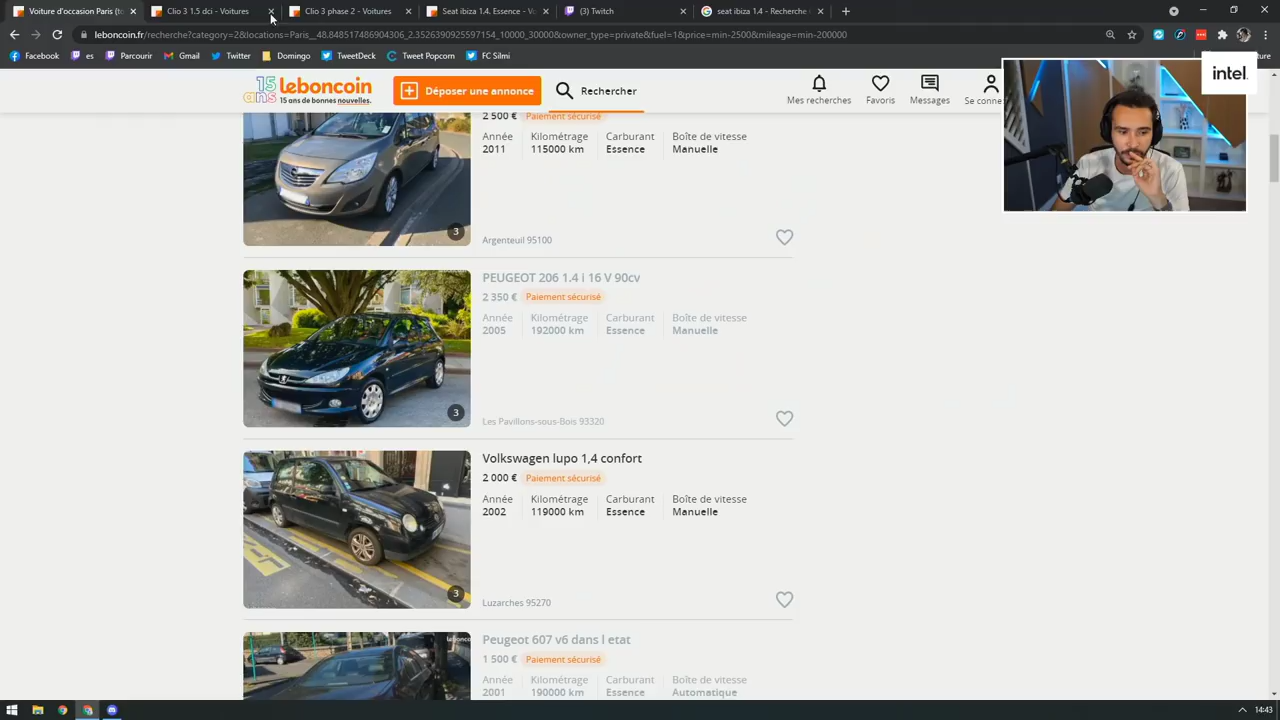 Voiture d'occasion Paris (to
Clio 3 1.5 dci - Voitures
Clio 3 phase 2 - Voitures
Seat ibiza 1.4. Essence - Vo
(3) Twitch
seat ibiza 1.4 - Recherche
leboncoin.fr/recherche?category=2&locations=Paris__48.848517486904306_2.3526390925597154_10000_30000&owner_type=private&fuel=1&price=min-2500&mileage=min-200000
Facebook
es
Parcoursup
Gmail
Twitter
Domingo
TweetDeck
Tweet Popcorn
FC Silmi
15
ans
leboncoin
15 ans de bonnes nouvelles.
Déposer une annonce
Rechercher
Mes recherches
Favoris
Messages
Se conne
intel.
2 500 € Paiement sécurisé
Année Kilométrage Carburant Boîte de vitesse
2011 115000 km Essence Manuelle
3
Argenteuil 95100
PEUGEOT 206 1.4 i 16 V 90cv
2 350 € Paiement sécurisé
Année Kilométrage Carburant Boîte de vitesse
2005 192000 km Essence Manuelle
3
Les Pavillons-sous-Bois 93320
Volkswagen lupo 1,4 confort
2 000 € Paiement sécurisé
Année Kilométrage Carburant Boîte de vitesse
2002 119000 km Essence Manuelle
3
Luzarches 95270
leboncoin
Peugeot 607 v6 dans l etat
1 500 € Paiement sécurisé
Année Kilométrage Carburant Boîte de vitesse
2001 190000 km Essence Automatique
14:43